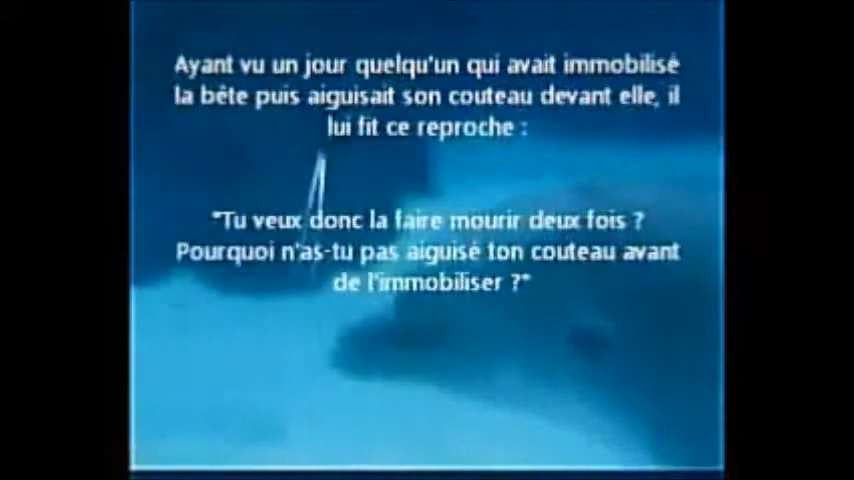 Ayant vu un jour quelqu'un qui avait immobilisé
la bête puis aiguisait son couteau devant elle, il
lui fit ce reproche :
"Tu veux donc la faire mourir deux fois ?
Pourquoi n'as-tu pas aiguisé ton couteau avant
de l'immobiliser ?"